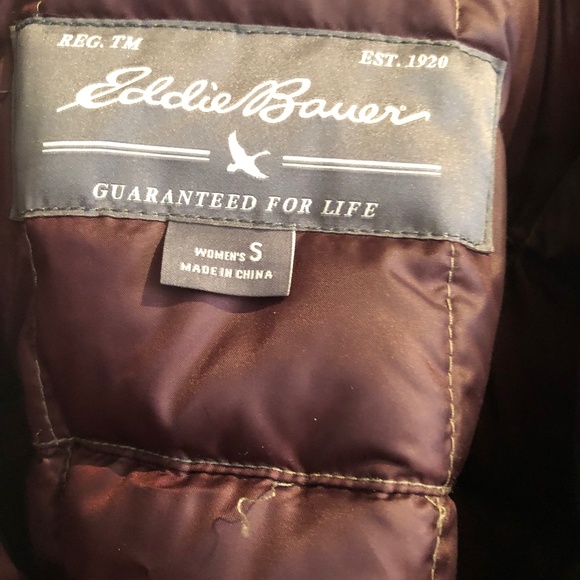 REG. TM EST. 1920
Eddie Bauer
GUARANTEED FOR LIFE
WOMEN'S S
MADE IN CHINA